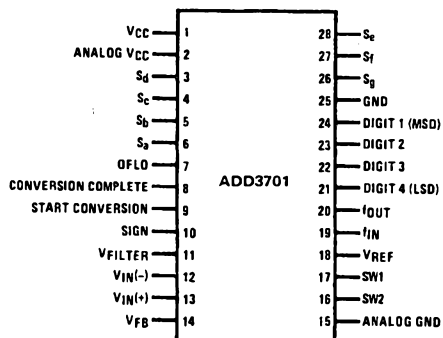 VCC 1
ANALOG VCC 2
Sd 3
Sc 4
Sb 5
Sa 6
OFLO 7
CONVERSION COMPLETE 8
START CONVERSION 9
SIGN 10
VFILTER 11
VIN(−) 12
VIN(+) 13
VFB 14
ADD3701
28 Se
27 Sf
26 Sg
25 GND
24 DIGIT 1 (MSD)
23 DIGIT 2
22 DIGIT 3
21 DIGIT 4 (LSD)
20 fOUT
19 fIN
18 VREF
17 SW1
16 SW2
15 ANALOG GND